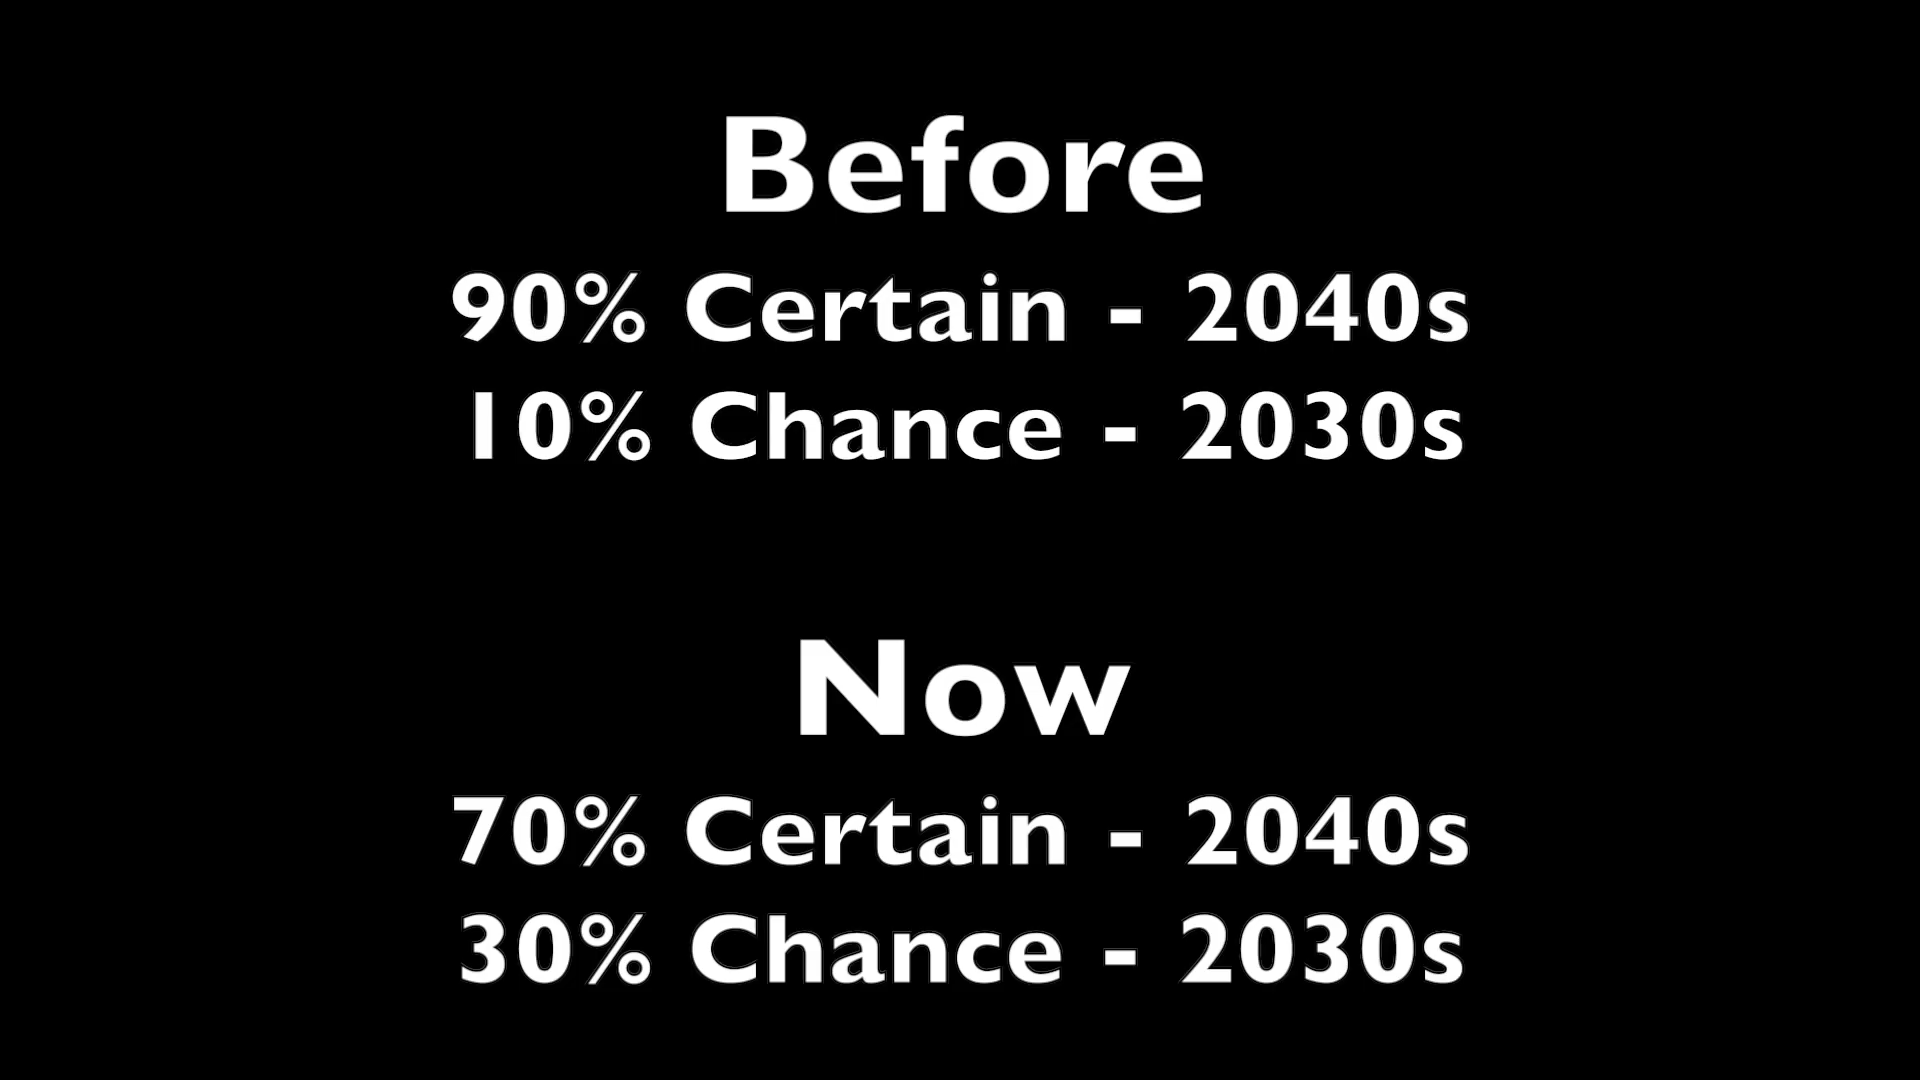 Before
90% Certain - 2040s
10% Chance - 2030s
Now
70% Certain - 2040s
30% Chance - 2030s